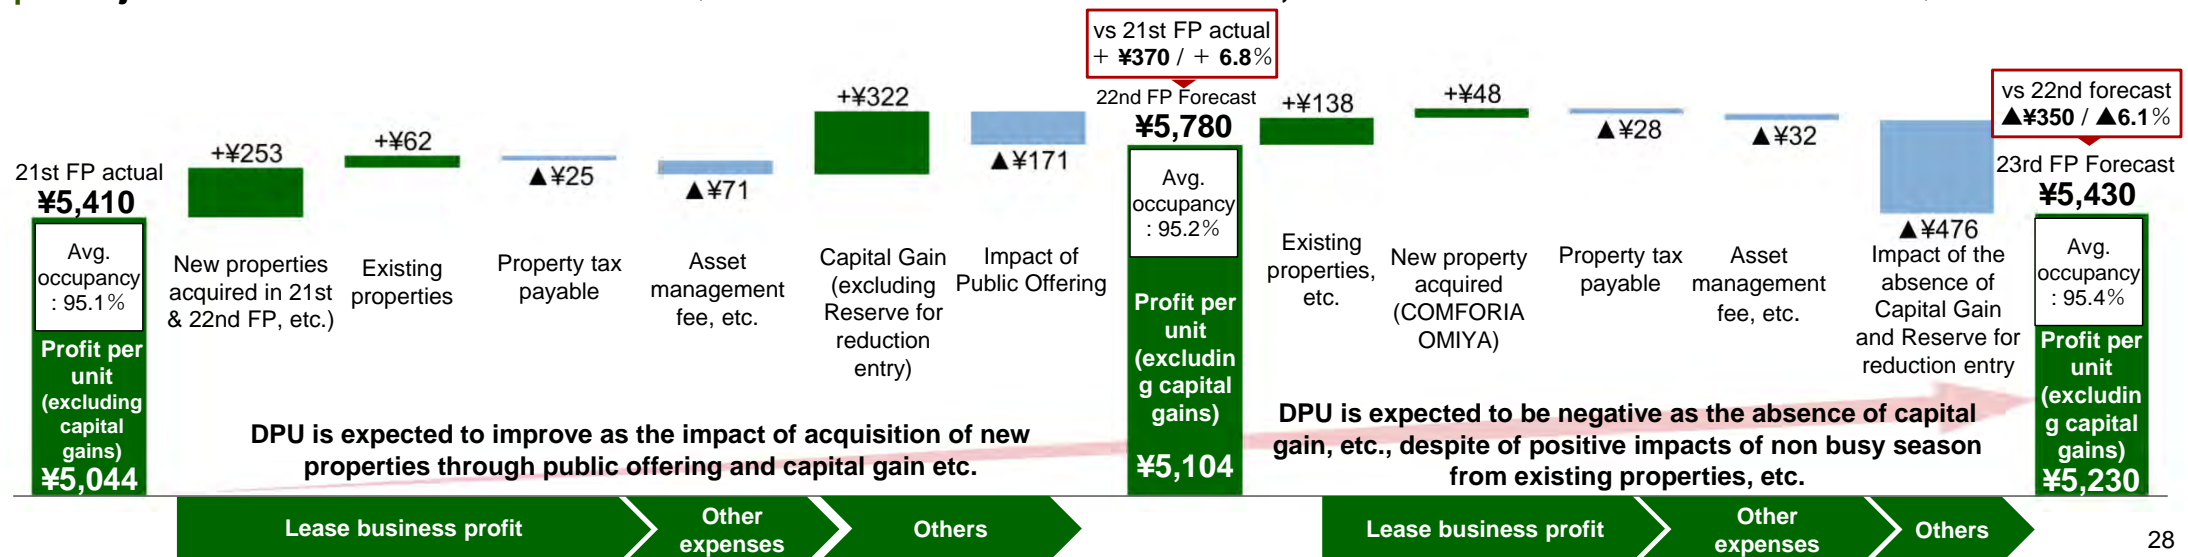 vs 21st FP actual
＋ ¥370 / ＋ 6.8％
22nd FP Forecast
¥5,780
Avg.
occupancy
: 95.2％
Profit per
unit
(excludin
g capital
gains)
¥5,104
21st FP actual
¥5,410
Avg.
occupancy
: 95.1％
Profit per
unit
(excluding
capital
gains)
¥5,044
+¥253
New properties
acquired in 21st
& 22nd FP, etc.)
+¥62
Existing
properties
▲¥25
Property tax
payable
▲¥71
Asset
management
fee, etc.
+¥322
Capital Gain
(excluding
Reserve for
reduction
entry)
▲¥171
Impact of
Public Offering
DPU is expected to improve as the impact of acquisition of new
properties through public offering and capital gain etc.
+¥138
Existing
properties,
etc.
+¥48
New property
acquired
(COMFORIA
OMIYA)
▲¥28
Property tax
payable
▲¥32
Asset
management
fee, etc.
▲¥476
Impact of the
absence of
Capital Gain
and Reserve for
reduction entry
vs 22nd forecast
▲¥350 / ▲6.1％
23rd FP Forecast
¥5,430
Avg.
occupancy
: 95.4％
Profit per
unit
(excludin
g capital
gains)
¥5,230
DPU is expected to be negative as the absence of capital
gain, etc., despite of positive impacts of non busy season
from existing properties, etc.
Lease business profit
Other
expenses
Others
Lease business profit
Other
expenses
Others
28